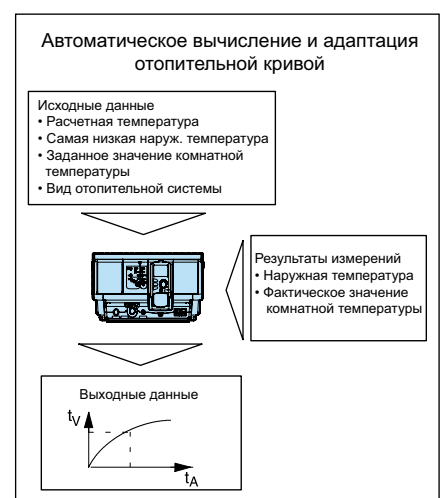 Автоматическое вычисление и адаптация
отопительной кривой
Исходные данные
• Расчетная температура
• Самая низкая наруж. температура
• Заданное значение комнатной
температуры
• Вид отопительной системы
Результаты измерений
• Наружная температура
• Фактическое значение
комнатной температуры
Выходные данные
tV
tA